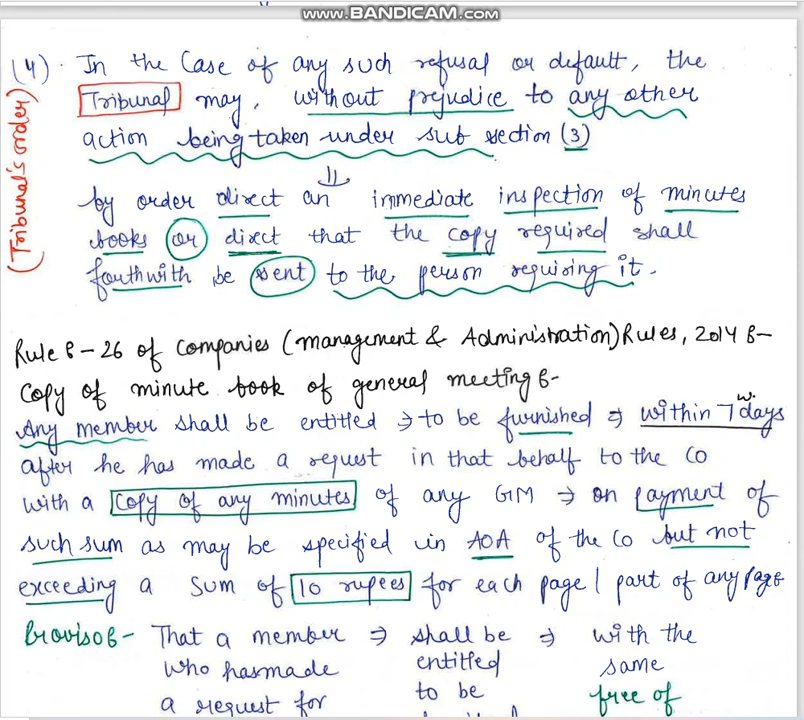 www.BANDICAM.com
(4). In the Case of any such refusal or default, the
(Tribunal's order)
Tribunal may, without prejudice to any other
action being taken under sub section (3)
by order direct an immediate inspection of minutes
books (or) direct that the copy required shall
forthwith be sent to the person requiring it.
Rule :- 26 of Companies (management & Administration) Rules, 2014 :-
Copy of minute book of general meeting :-
Any member shall be entitled → to be furnished ⇒ within 7 w. days
after he has made a request in that behalf to the Co
with a copy of any minutes of any GM → on payment of
such sum as may be specified in AOA of the Co but not
exceeding a sum of 10 rupees for each page / part of any page
Proviso :- That a member ⇒ shall be ⇒ with the
who has made entitled same
a request for to be free of